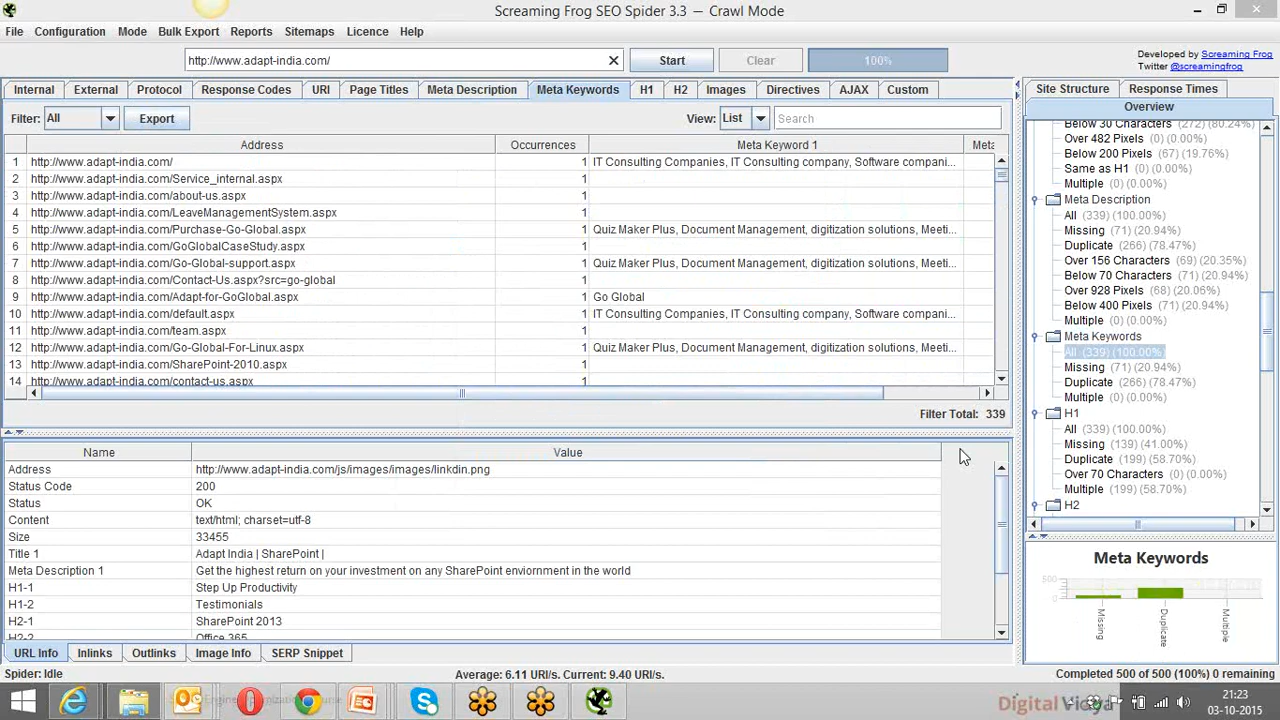 Screaming Frog SEO Spider 3.3 – Crawl Mode
File Configuration Mode Bulk Export Reports Sitemaps Licence Help
http://www.adapt-india.com/ Start Clear 100%
Developed by Screaming Frog
Twitter @screamingfrog
Internal External Protocol Response Codes URI Page Titles Meta Description Meta Keywords H1 H2 Images Directives AJAX Custom
Filter: All Export View: List Search
Address Occurrences Meta Keyword 1 Meta
1 http://www.adapt-india.com/ 1 IT Consulting Companies, IT Consulting company, Software compani...
2 http://www.adapt-india.com/Service_internal.aspx 1
3 http://www.adapt-india.com/about-us.aspx 1
4 http://www.adapt-india.com/LeaveManagementSystem.aspx 1
5 http://www.adapt-india.com/Purchase-Go-Global.aspx 1 Quiz Maker Plus, Document Management, digitization solutions, Meeti...
6 http://www.adapt-india.com/GoGlobalCaseStudy.aspx 1
7 http://www.adapt-india.com/Go-Global-support.aspx 1 Quiz Maker Plus, Document Management, digitization solutions, Meeti...
8 http://www.adapt-india.com/Contact-Us.aspx?src=go-global 1
9 http://www.adapt-india.com/Adapt-for-GoGlobal.aspx 1 Go Global
10 http://www.adapt-india.com/default.aspx 1 IT Consulting Companies, IT Consulting company, Software compani...
11 http://www.adapt-india.com/team.aspx 1
12 http://www.adapt-india.com/Go-Global-For-Linux.aspx 1 Quiz Maker Plus, Document Management, digitization solutions, Meeti...
13 http://www.adapt-india.com/SharePoint-2010.aspx 1
14 http://www.adapt-india.com/contact-us.aspx 1
Filter Total: 339
Name Value
Address http://www.adapt-india.com/js/images/images/linkdin.png
Status Code 200
Status OK
Content text/html; charset=utf-8
Size 33455
Title 1 Adapt India | SharePoint |
Meta Description 1 Get the highest return on your investment on any SharePoint enviornment in the world
H1-1 Step Up Productivity
H1-2 Testimonials
H2-1 SharePoint 2013
H2-2 Office 365
URL Info Inlinks Outlinks Image Info SERP Snippet
Spider: Idle Average: 6.11 URI/s. Current: 9.40 URI/s. Completed 500 of 500 (100%) 0 remaining
Site Structure Response Times
Overview
Below 30 Characters (272) (80.24%)
Over 482 Pixels (0) (0.00%)
Below 200 Pixels (67) (19.76%)
Same as H1 (0) (0.00%)
Multiple (0) (0.00%)
Meta Description
All (339) (100.00%)
Missing (71) (20.94%)
Duplicate (266) (78.47%)
Over 156 Characters (69) (20.35%)
Below 70 Characters (71) (20.94%)
Over 928 Pixels (68) (20.06%)
Below 400 Pixels (71) (20.94%)
Multiple (0) (0.00%)
Meta Keywords
All (339) (100.00%)
Missing (71) (20.94%)
Duplicate (266) (78.47%)
Multiple (0) (0.00%)
H1
All (339) (100.00%)
Missing (139) (41.00%)
Duplicate (199) (58.70%)
Over 70 Characters (0) (0.00%)
Multiple (199) (58.70%)
H2
Meta Keywords
500
0
Missing
Duplicate
Multiple
Digital Vidya
21:23
03-10-2015